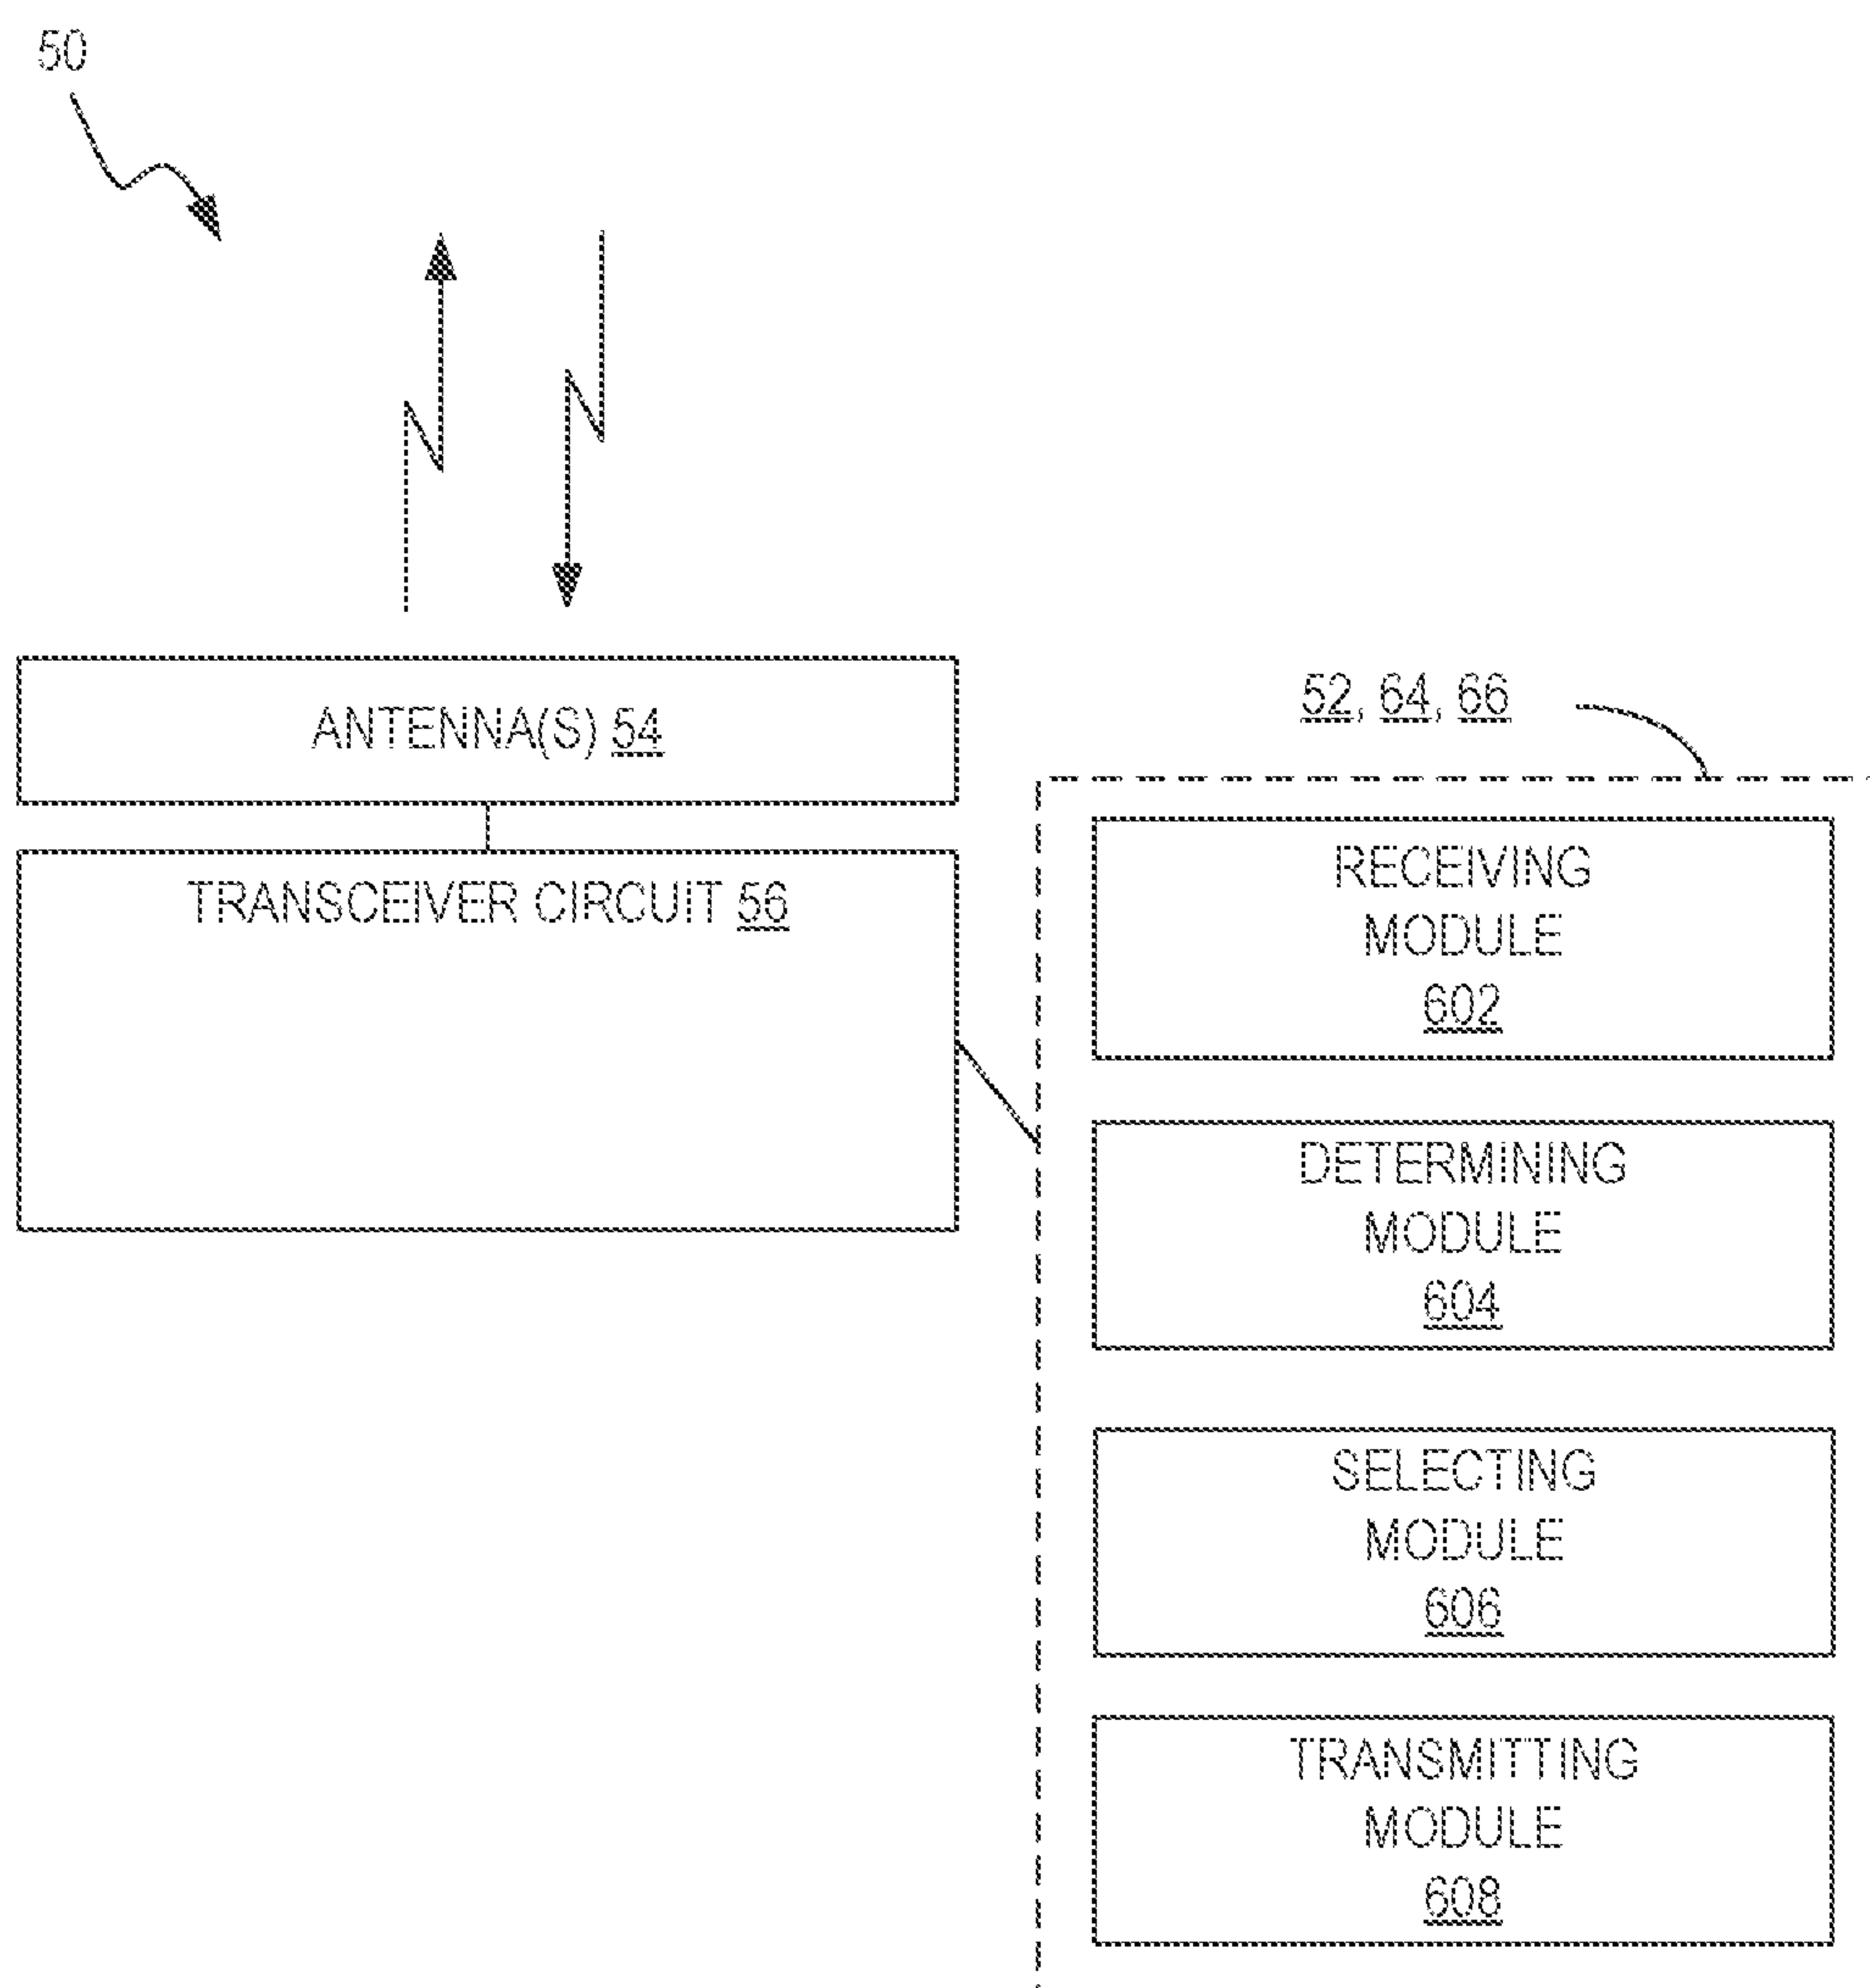 50
ANTENNA(S) 54
TRANSCEIVER CIRCUIT 56
52, 64, 66
RECEIVING
MODULE
602
DETERMINING
MODULE
604
SELECTING
MODULE
606
TRANSMITTING
MODULE
608